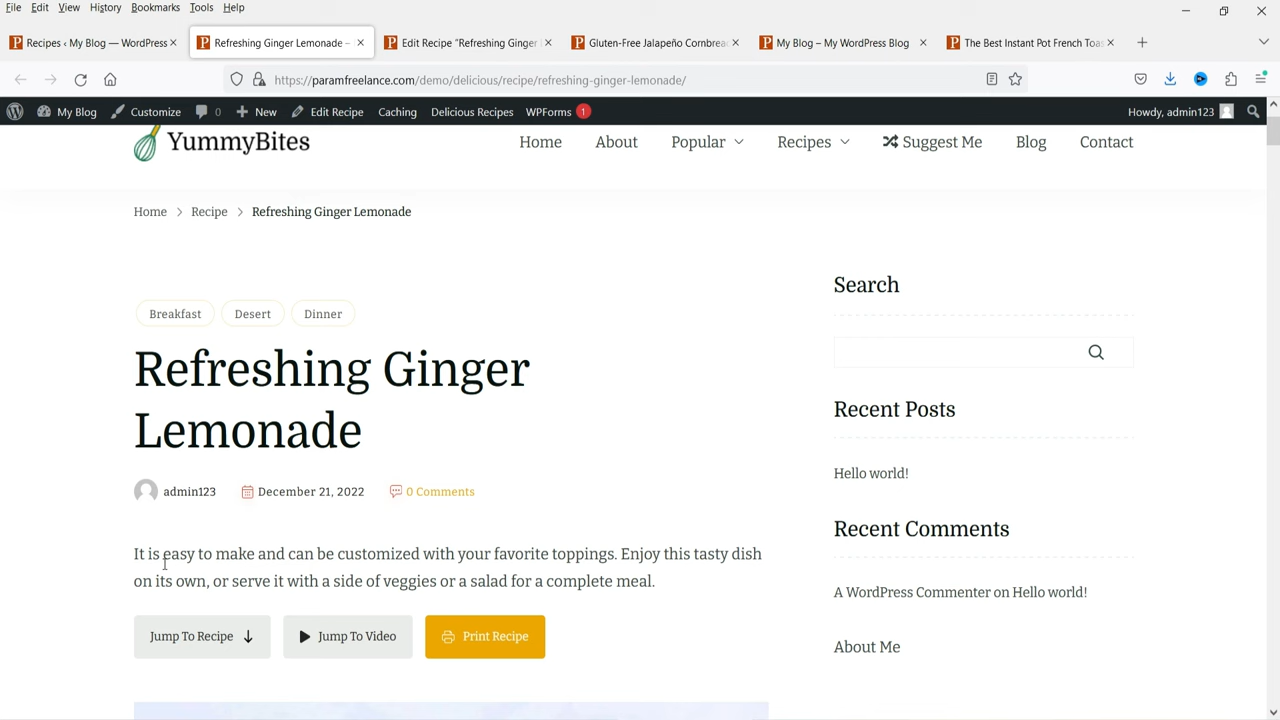 File Edit View History Bookmarks Tools Help
Recipes ‹ My Blog — WordPress
Refreshing Ginger Lemonade –
Edit Recipe "Refreshing Ginger
Gluten-Free Jalapeño Cornbrea
My Blog – My WordPress Blog
The Best Instant Pot French Toas
https://paramfreelance.com/demo/delicious/recipe/refreshing-ginger-lemonade/
My Blog Customize 0 New Edit Recipe Caching Delicious Recipes WPForms 1 Howdy, admin123
YummyBites
Home About Popular Recipes Suggest Me Blog Contact
Home Recipe Refreshing Ginger Lemonade
Breakfast Desert Dinner
Refreshing Ginger
Lemonade
admin123 December 21, 2022 0 Comments
It is easy to make and can be customized with your favorite toppings. Enjoy this tasty dish
on its own, or serve it with a side of veggies or a salad for a complete meal.
Jump To Recipe Jump To Video Print Recipe
Search
Recent Posts
Hello world!
Recent Comments
A WordPress Commenter on Hello world!
About Me